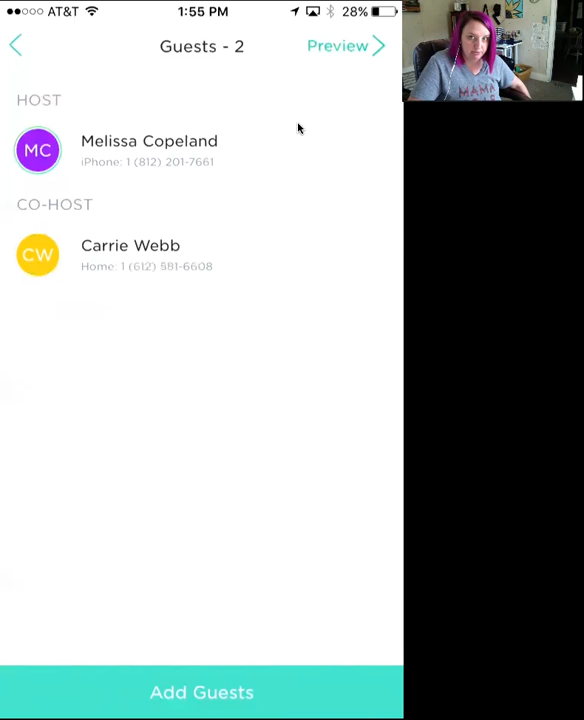 AT&T 1:55 PM 28%
Guests - 2 Preview
HOST
MC Melissa Copeland
iPhone: 1 (812) 201-7661
CO-HOST
CW Carrie Webb
Home: 1 (612) 581-6608
Add Guests
MAMA